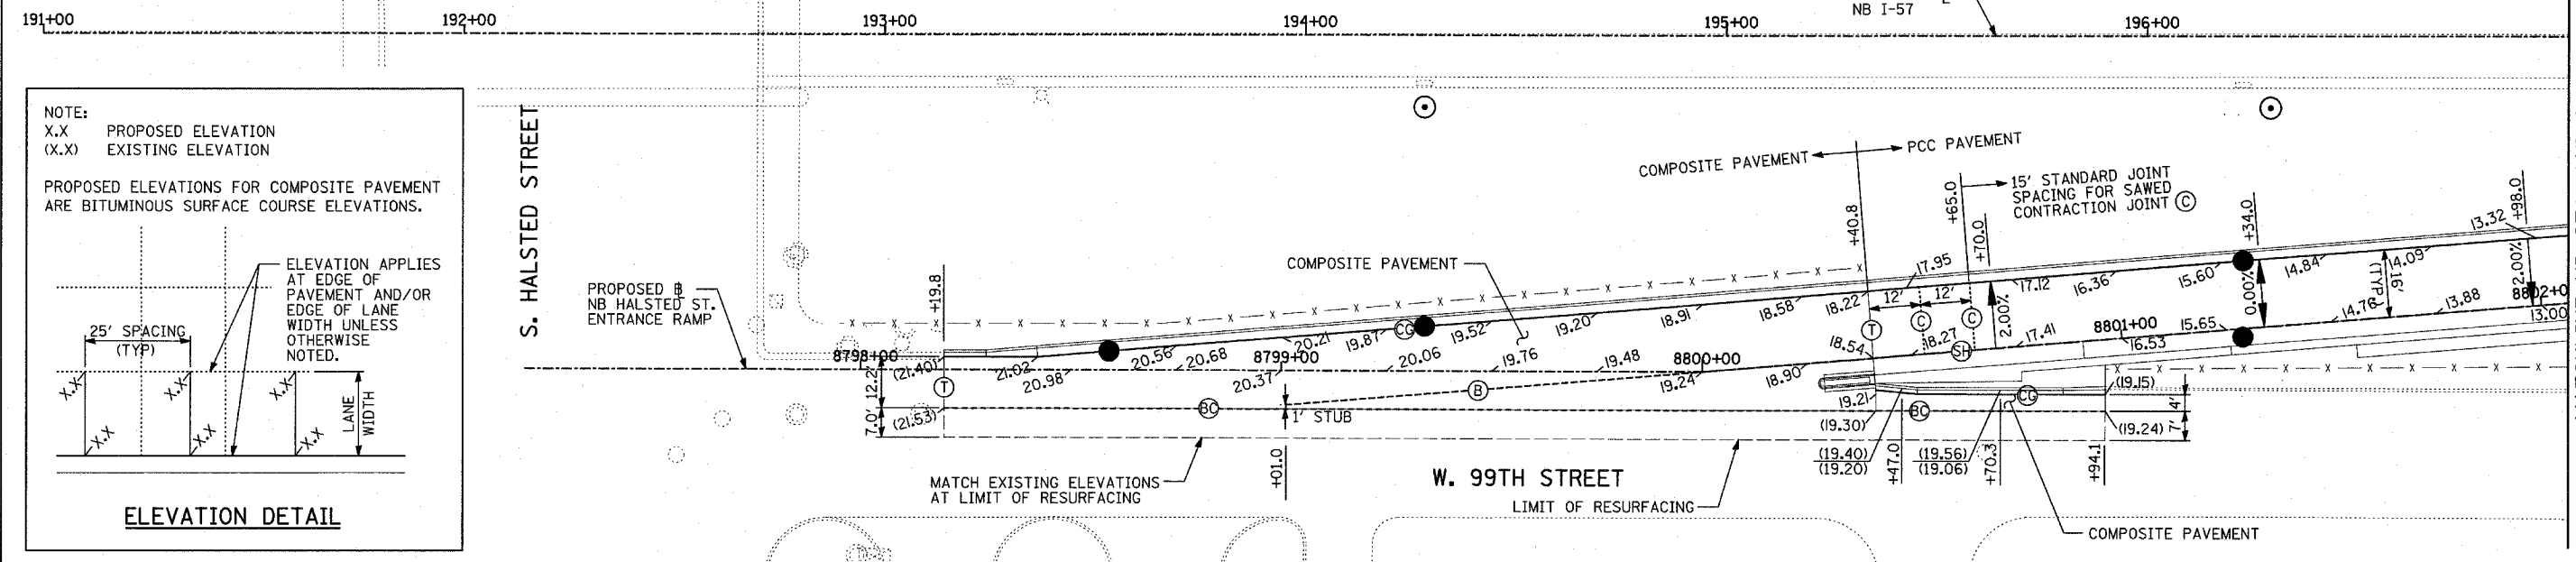 191+00
192+00
193+00
194+00
195+00
196+00
NB I-57
NOTE:
X.X PROPOSED ELEVATION
(X.X) EXISTING ELEVATION
PROPOSED ELEVATIONS FOR COMPOSITE PAVEMENT
ARE BITUMINOUS SURFACE COURSE ELEVATIONS.
ELEVATION APPLIES
AT EDGE OF
PAVEMENT AND/OR
EDGE OF LANE
WIDTH UNLESS
OTHERWISE
NOTED.
25' SPACING
(TYP)
X.X
X.X
X.X
X.X
X.X
X.X
LANE
WIDTH
ELEVATION DETAIL
S. HALSTED STREET
PROPOSED B
NB HALSTED ST.
ENTRANCE RAMP
+19.8
8798+00
12.2'
7.0'
(21.40)
(21.53)
T
21.02
20.98
20.56
20.68
20.21
20.37
8799+00
19.87
CG
20.06
19.52
19.76
19.20
19.48
18.91
19.24
8800+00
18.58
18.90
18.22
18.54
BC
B
1' STUB
+01.0
MATCH EXISTING ELEVATIONS
AT LIMIT OF RESURFACING
W. 99TH STREET
LIMIT OF RESURFACING
COMPOSITE PAVEMENT
COMPOSITE PAVEMENT
PCC PAVEMENT
+40.8
+65.0
+70.0
15' STANDARD JOINT
SPACING FOR SAWED
CONTRACTION JOINT C
12'
12'
17.95
T
C
C
18.27
SH
2.00%
17.12
17.41
16.36
8801+00
16.53
15.60
15.65
+34.0
0.00%
14.84
14.78
14.09
16'
(TYP)
13.88
13.32
+98.0
2.00%
8802+0
13.00
19.21
(19.30)
(19.40)
(19.20)
+47.0
BC
(19.56)
(19.06)
+70.3
CG
(19.15)
(19.24)
4'
7'
+94.1
COMPOSITE PAVEMENT